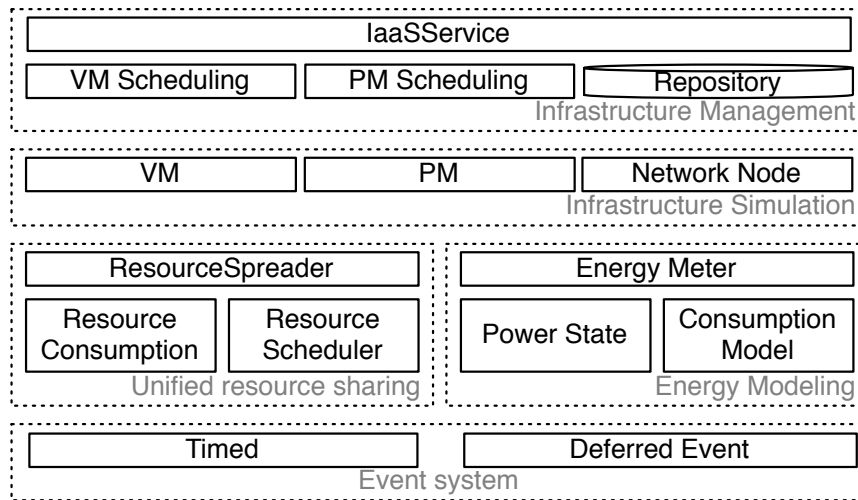 IaaSService
VM Scheduling
PM Scheduling
Repository
Infrastructure Management
VM
PM
Network Node
Infrastructure Simulation
ResourceSpreader
Resource
Consumption
Resource
Scheduler
Unified resource sharing
Energy Meter
Power State
Consumption
Model
Energy Modeling
Timed
Deferred Event
Event system